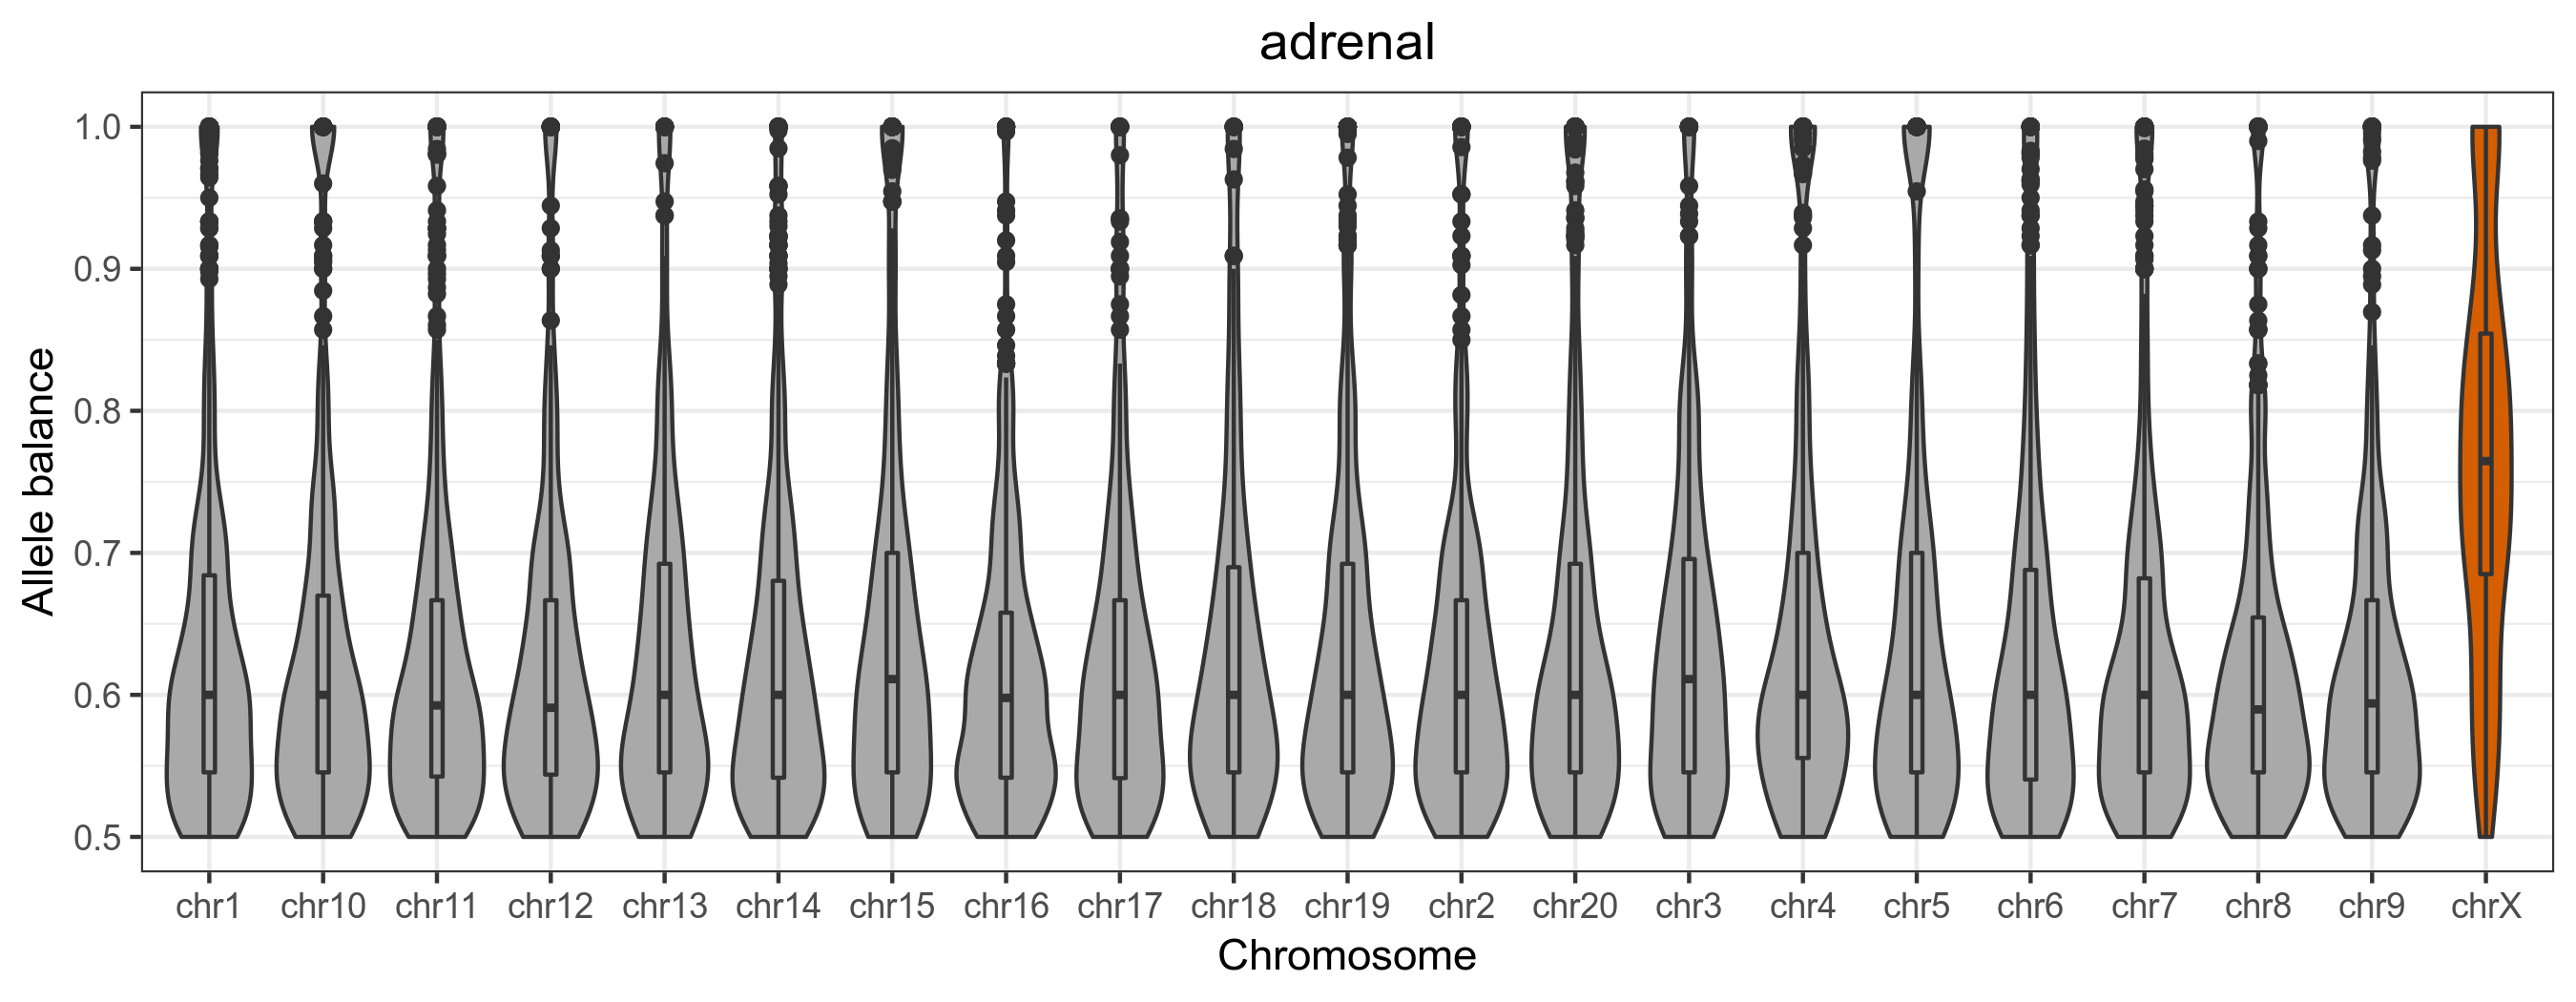 adrenal
Allele balance
1.0
0.9
0.8
0.7
0.6
0.5
chr1 chr10 chr11 chr12 chr13 chr14 chr15 chr16 chr17 chr18 chr19 chr2 chr20 chr3 chr4 chr5 chr6 chr7 chr8 chr9 chrX
Chromosome